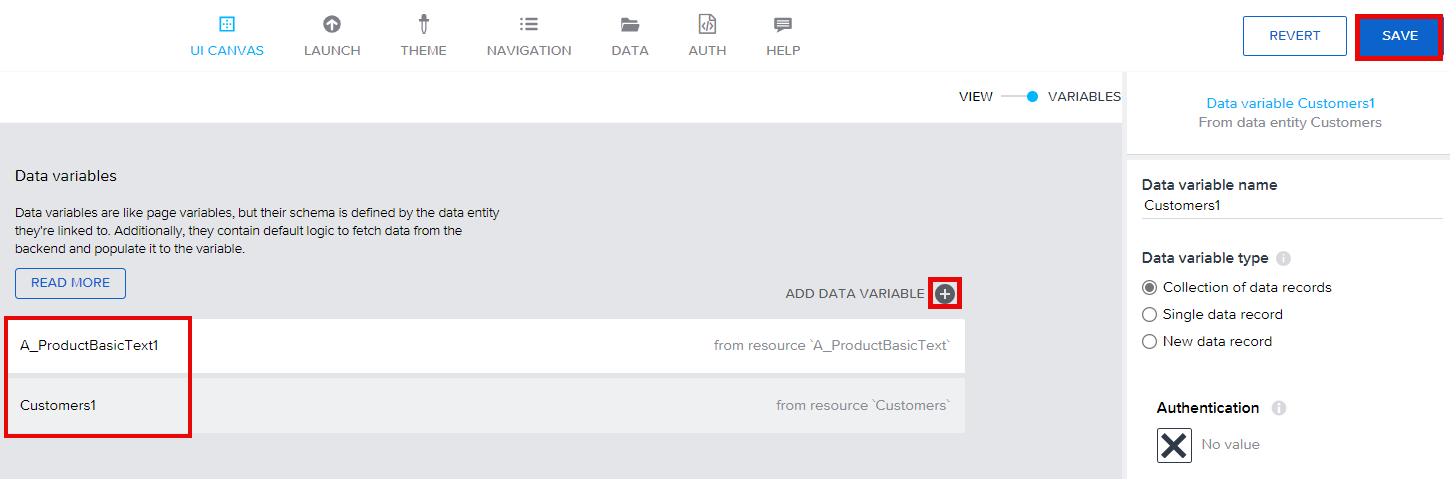 UI CANVAS LAUNCH THEME NAVIGATION DATA AUTH HELP REVERT SAVE
VIEW VARIABLES
Data variable Customers1
From data entity Customers
Data variables
Data variables are like page variables, but their schema is defined by the data entity
they're linked to. Additionally, they contain default logic to fetch data from the
backend and populate it to the variable.
READ MORE
ADD DATA VARIABLE
A_ProductBasicText1 from resource `A_ProductBasicText`
Customers1 from resource `Customers`
Data variable name
Customers1
Data variable type
Collection of data records
Single data record
New data record
Authentication
No value